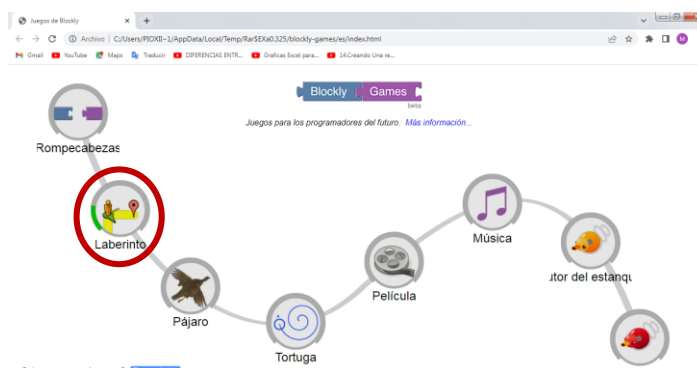 Juegos de Blockly
Archivo | C:/Users/PIOXII~1/AppData/Local/Temp/Rar$EXa0.325/blockly-games/es/index.html
M
Gmail YouTube Maps Traducir DIFERENCIAS ENTR... Graficas Excel para... 14.Creando Una re...
Blockly Games
beta
Juegos para los programadores del futuro. Más información...
Rompecabezas
Laberinto
Pájaro
Tortuga
Película
Música
utor del estanqu